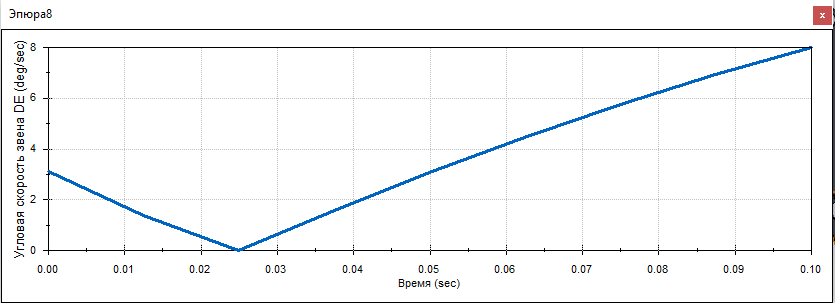 Эпюра8
x
Угловая скорость звена DE (deg/sec)
8
6
4
2
0
0.00 0.01 0.02 0.03 0.04 0.05 0.06 0.07 0.08 0.09 0.10
Время (sec)